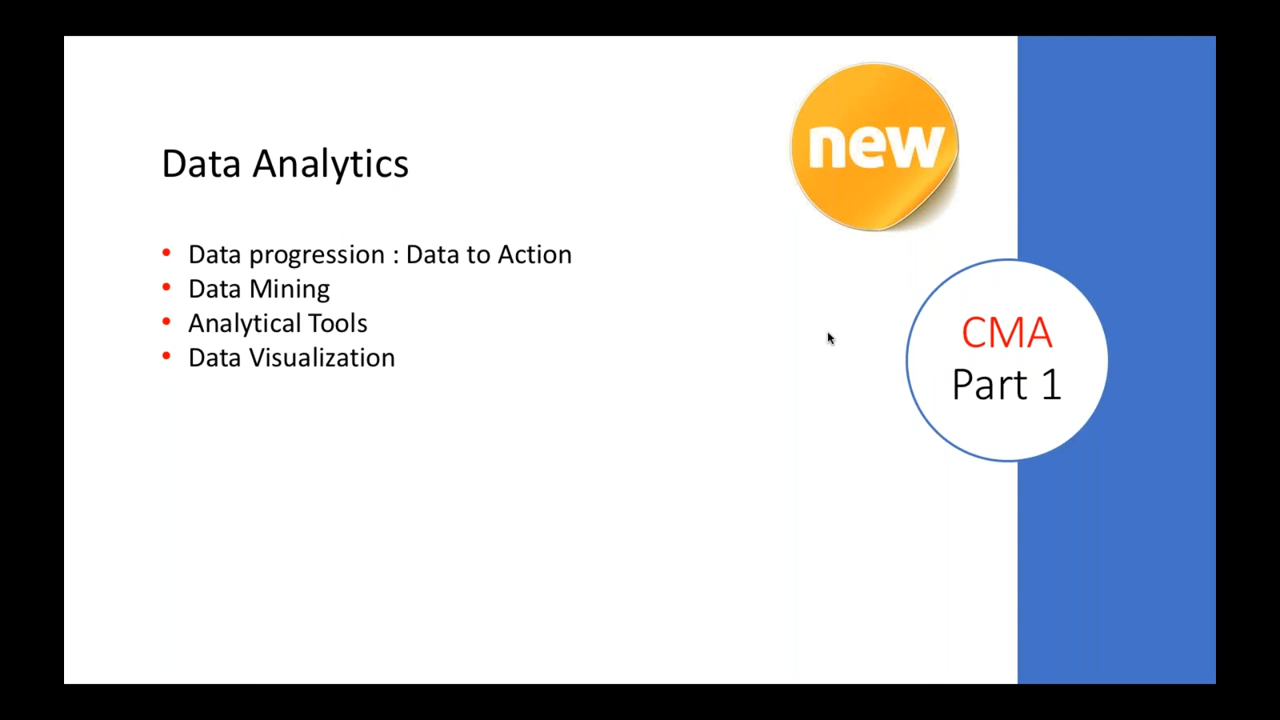 new
Data Analytics
• Data progression : Data to Action
• Data Mining
• Analytical Tools
• Data Visualization
CMA
Part 1